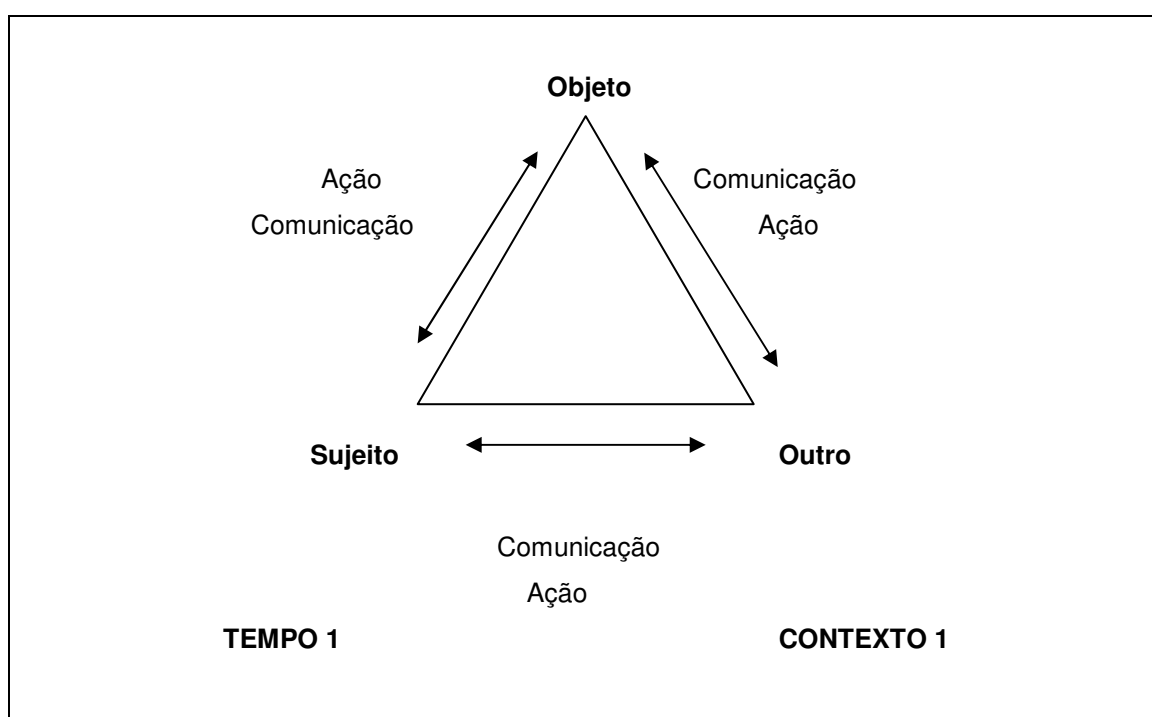 Objeto
Ação
Comunicação
Comunicação
Ação
Sujeito
Outro
Comunicação
Ação
TEMPO 1
CONTEXTO 1